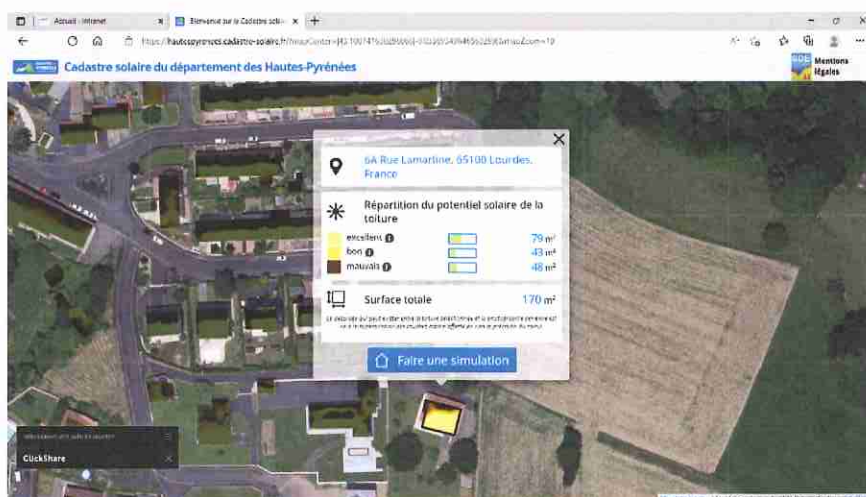 Accueil - Intranet
Bienvenue sur le Cadastre solai
Cadastre solaire du département des Hautes-Pyrénées
Mentions légales
6A Rue Lamartine, 65100 Lourdes,
France
Répartition du potentiel solaire de la
toiture
excellent 79 m²
bon 43 m²
mauvais 48 m²
Surface totale 170 m²
Faire une simulation
ClickShare